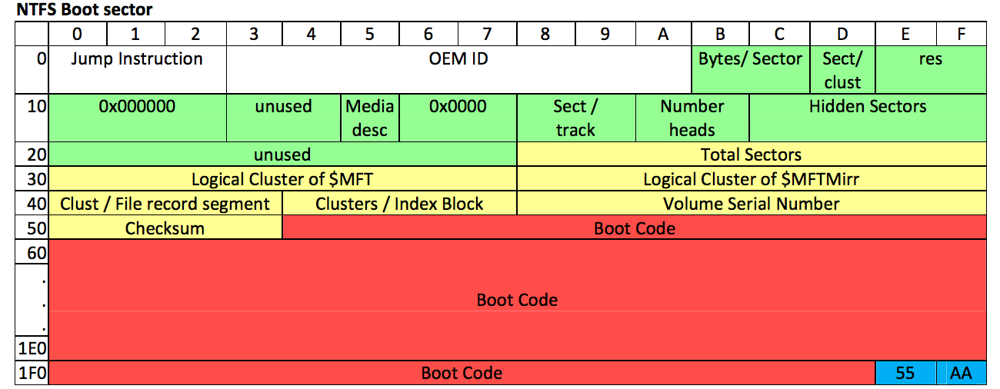 NTFS Boot sector
0 1 2 3 4 5 6 7 8 9 A B C D E F
0 Jump Instruction OEM ID Bytes/ Sector Sect/ res
clust
10 0x000000 unused Media 0x0000 Sect / Number Hidden Sectors
desc track heads
20 unused Total Sectors
30 Logical Cluster of $MFT Logical Cluster of $MFTMirr
40 Clust / File record segment Clusters / Index Block Volume Serial Number
50 Checksum Boot Code
60
.
. Boot Code
.
1E0
1F0 Boot Code 55 AA